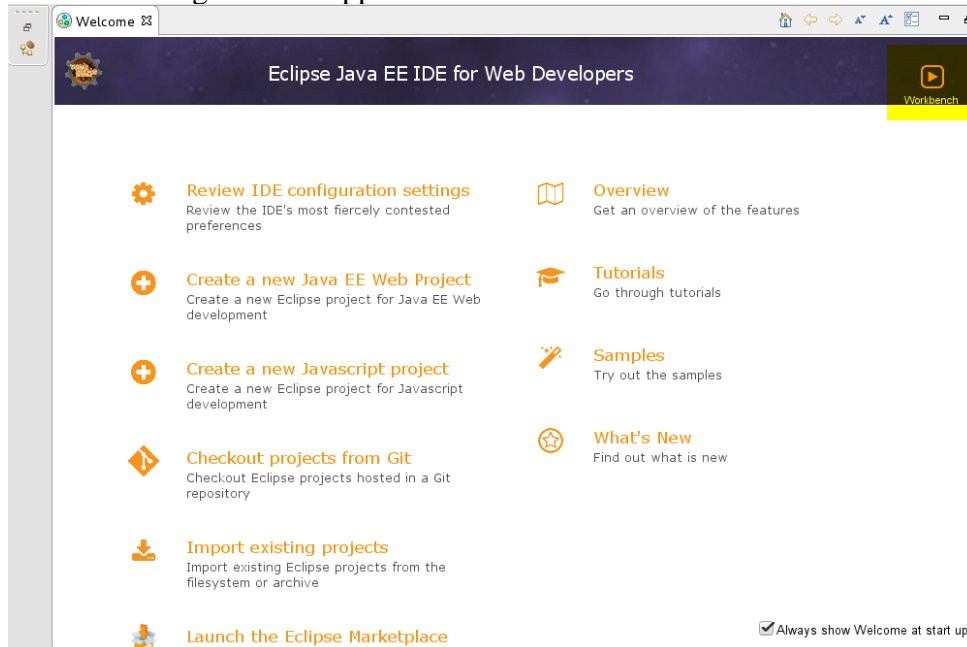 Welcome
Eclipse Java EE IDE for Web Developers
Workbench
Review IDE configuration settings
Review the IDE's most fiercely contested
preferences
Create a new Java EE Web Project
Create a new Eclipse project for Java EE Web
development
Create a new Javascript project
Create a new Eclipse project for Javascript
development
Checkout projects from Git
Checkout Eclipse projects hosted in a Git
repository
Import existing projects
Import existing Eclipse projects from the
filesystem or archive
Launch the Eclipse Marketplace
Overview
Get an overview of the features
Tutorials
Go through tutorials
Samples
Try out the samples
What's New
Find out what is new
Always show Welcome at start up